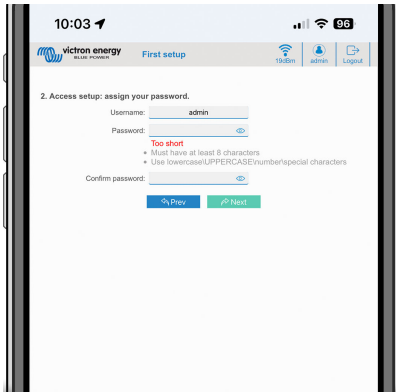 10:03
96
victron energy
BLUE POWER
First setup
19dBm
admin
Logout
2. Access setup: assign your password.
Username: admin
Password:
Too short
• Must have at least 8 characters
• Use lowercase\UPPERCASE\number\special characters
Confirm password:
Prev Next